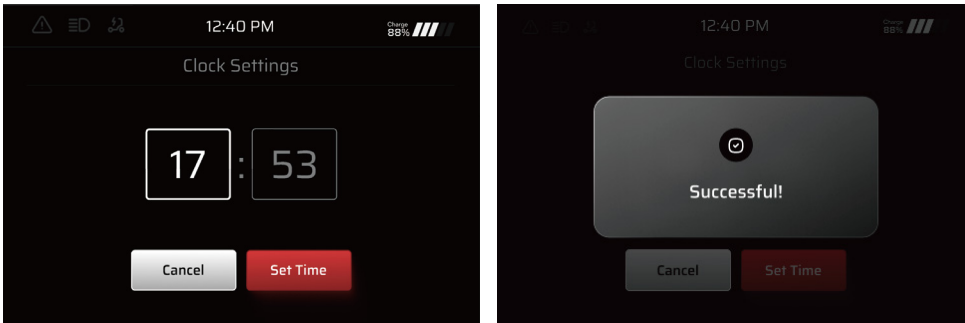 12:40 PM
Charge
88%
Clock Settings
17 : 53
Cancel
Set Time
12:40 PM
Charge
88%
Clock Settings
Successful!
Cancel
Set Time